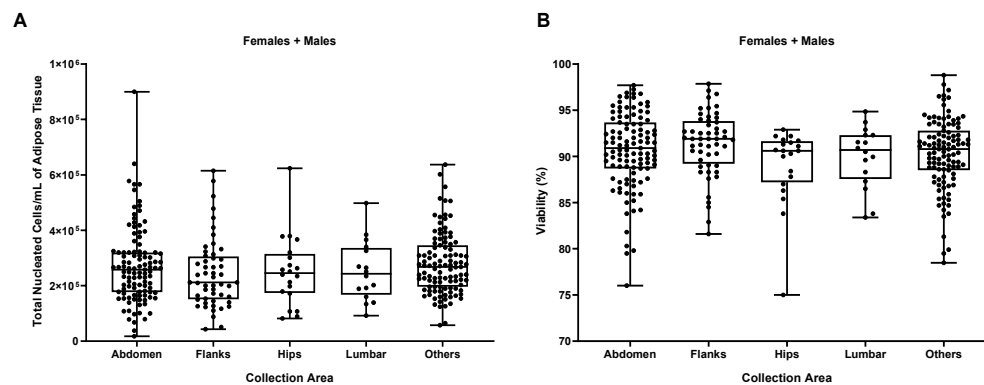 A
Females + Males
Total Nucleated Cells/mL of Adipose Tissue
1×10⁶
8×10⁵
6×10⁵
4×10⁵
2×10⁵
0
Abdomen Flanks Hips Lumbar Others
Collection Area
B
Females + Males
Viability (%)
100
95
90
85
80
75
70
Abdomen Flanks Hips Lumbar Others
Collection Area